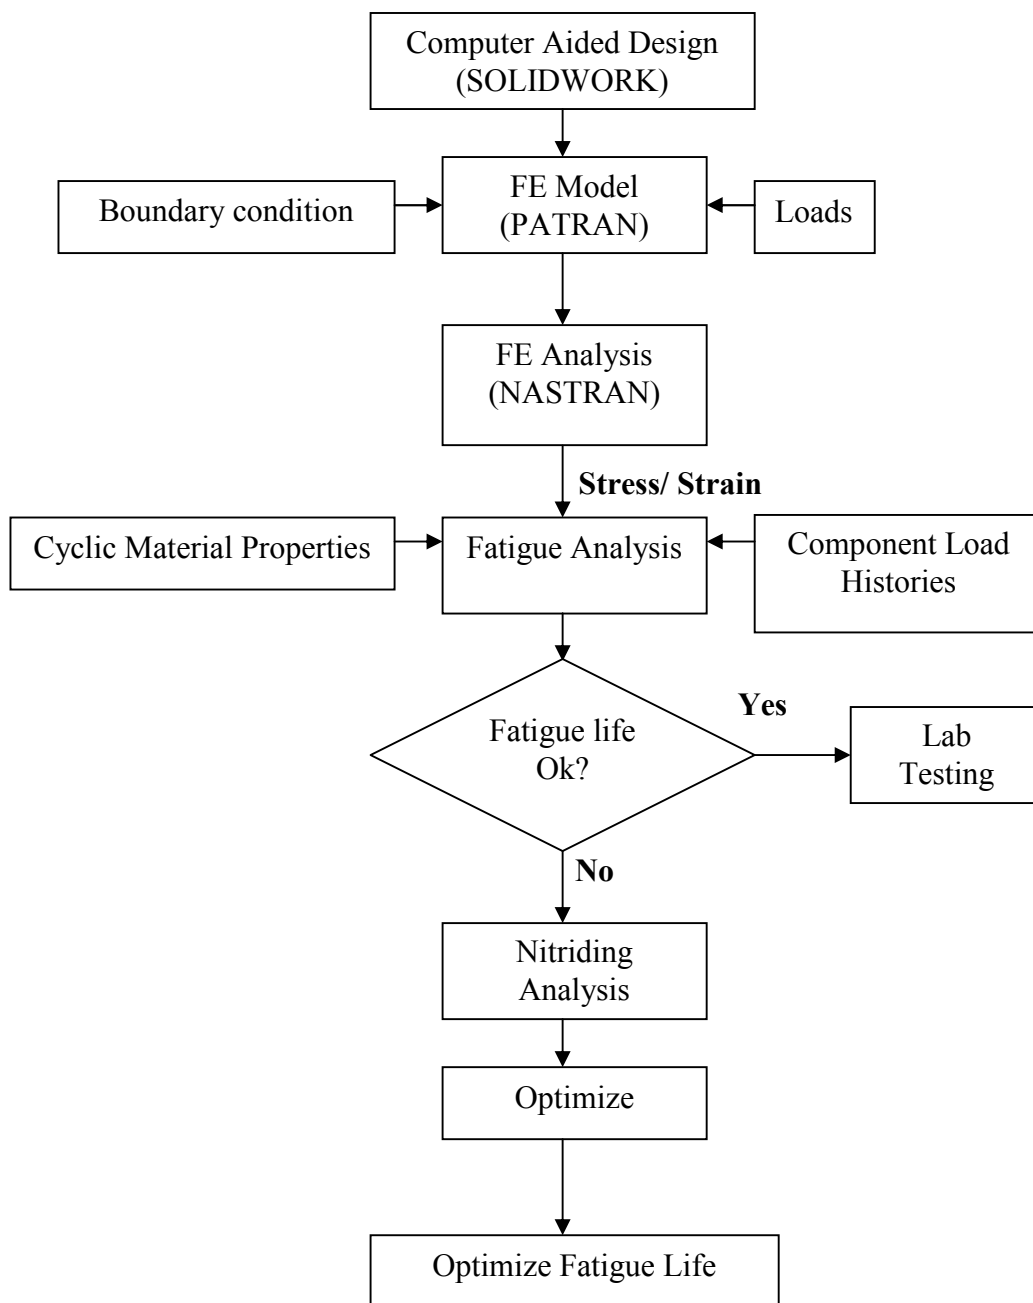 Computer Aided Design
(SOLIDWORK)
FE Model
(PATRAN)
Boundary condition
Loads
FE Analysis
(NASTRAN)
Stress/ Strain
Cyclic Material Properties
Fatigue Analysis
Component Load
Histories
Fatigue life
Ok?
Yes
Lab
Testing
No
Nitriding
Analysis
Optimize
Optimize Fatigue Life